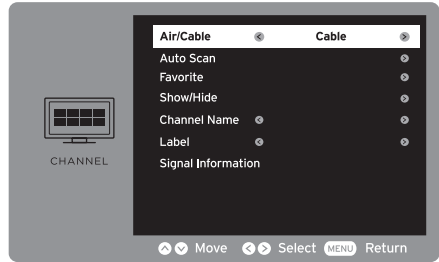 Air/Cable Cable
Auto Scan
Favorite
Show/Hide
Channel Name
Label
Signal Information
CHANNEL
Move Select MENU Return